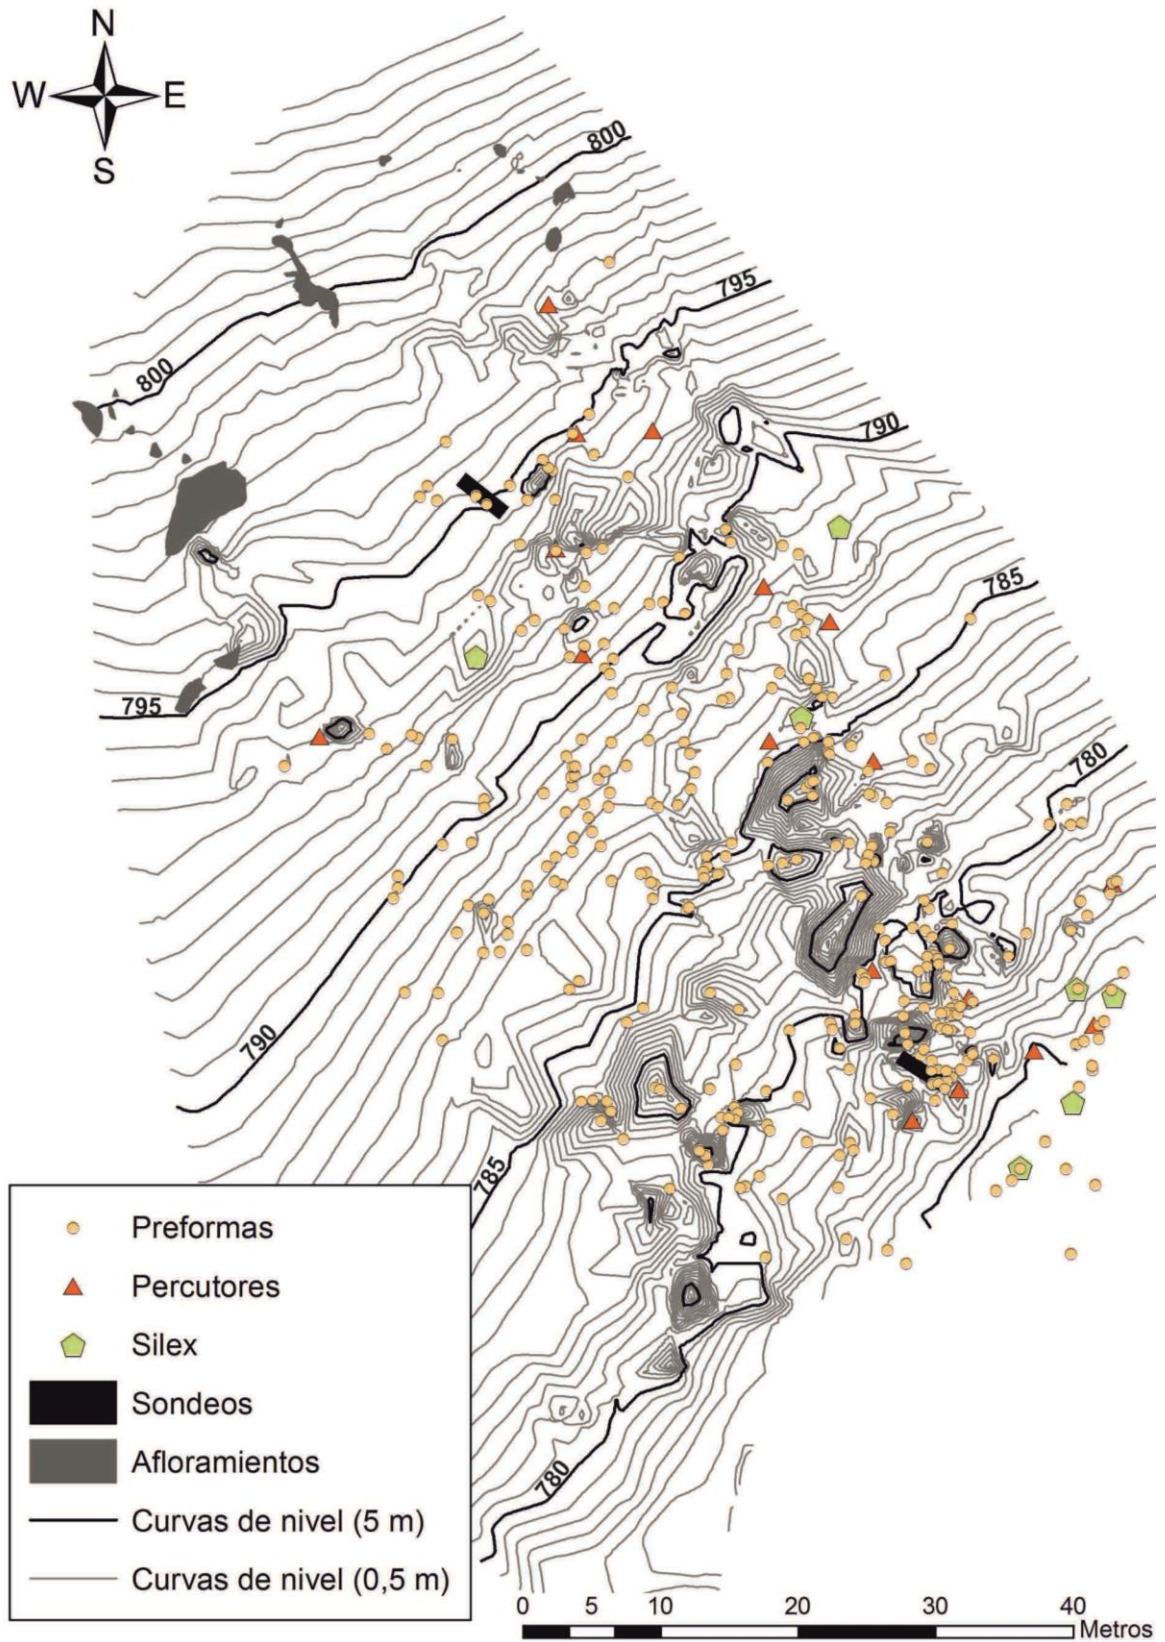 N
W E
S
800
795
800
790
785
795
780
790
785
Preformas
Percutores
Silex
Sondeos
Afloramientos
Curvas de nivel (5 m)
780
Curvas de nivel (0,5 m)
0 5 10 20 30 40
Metros